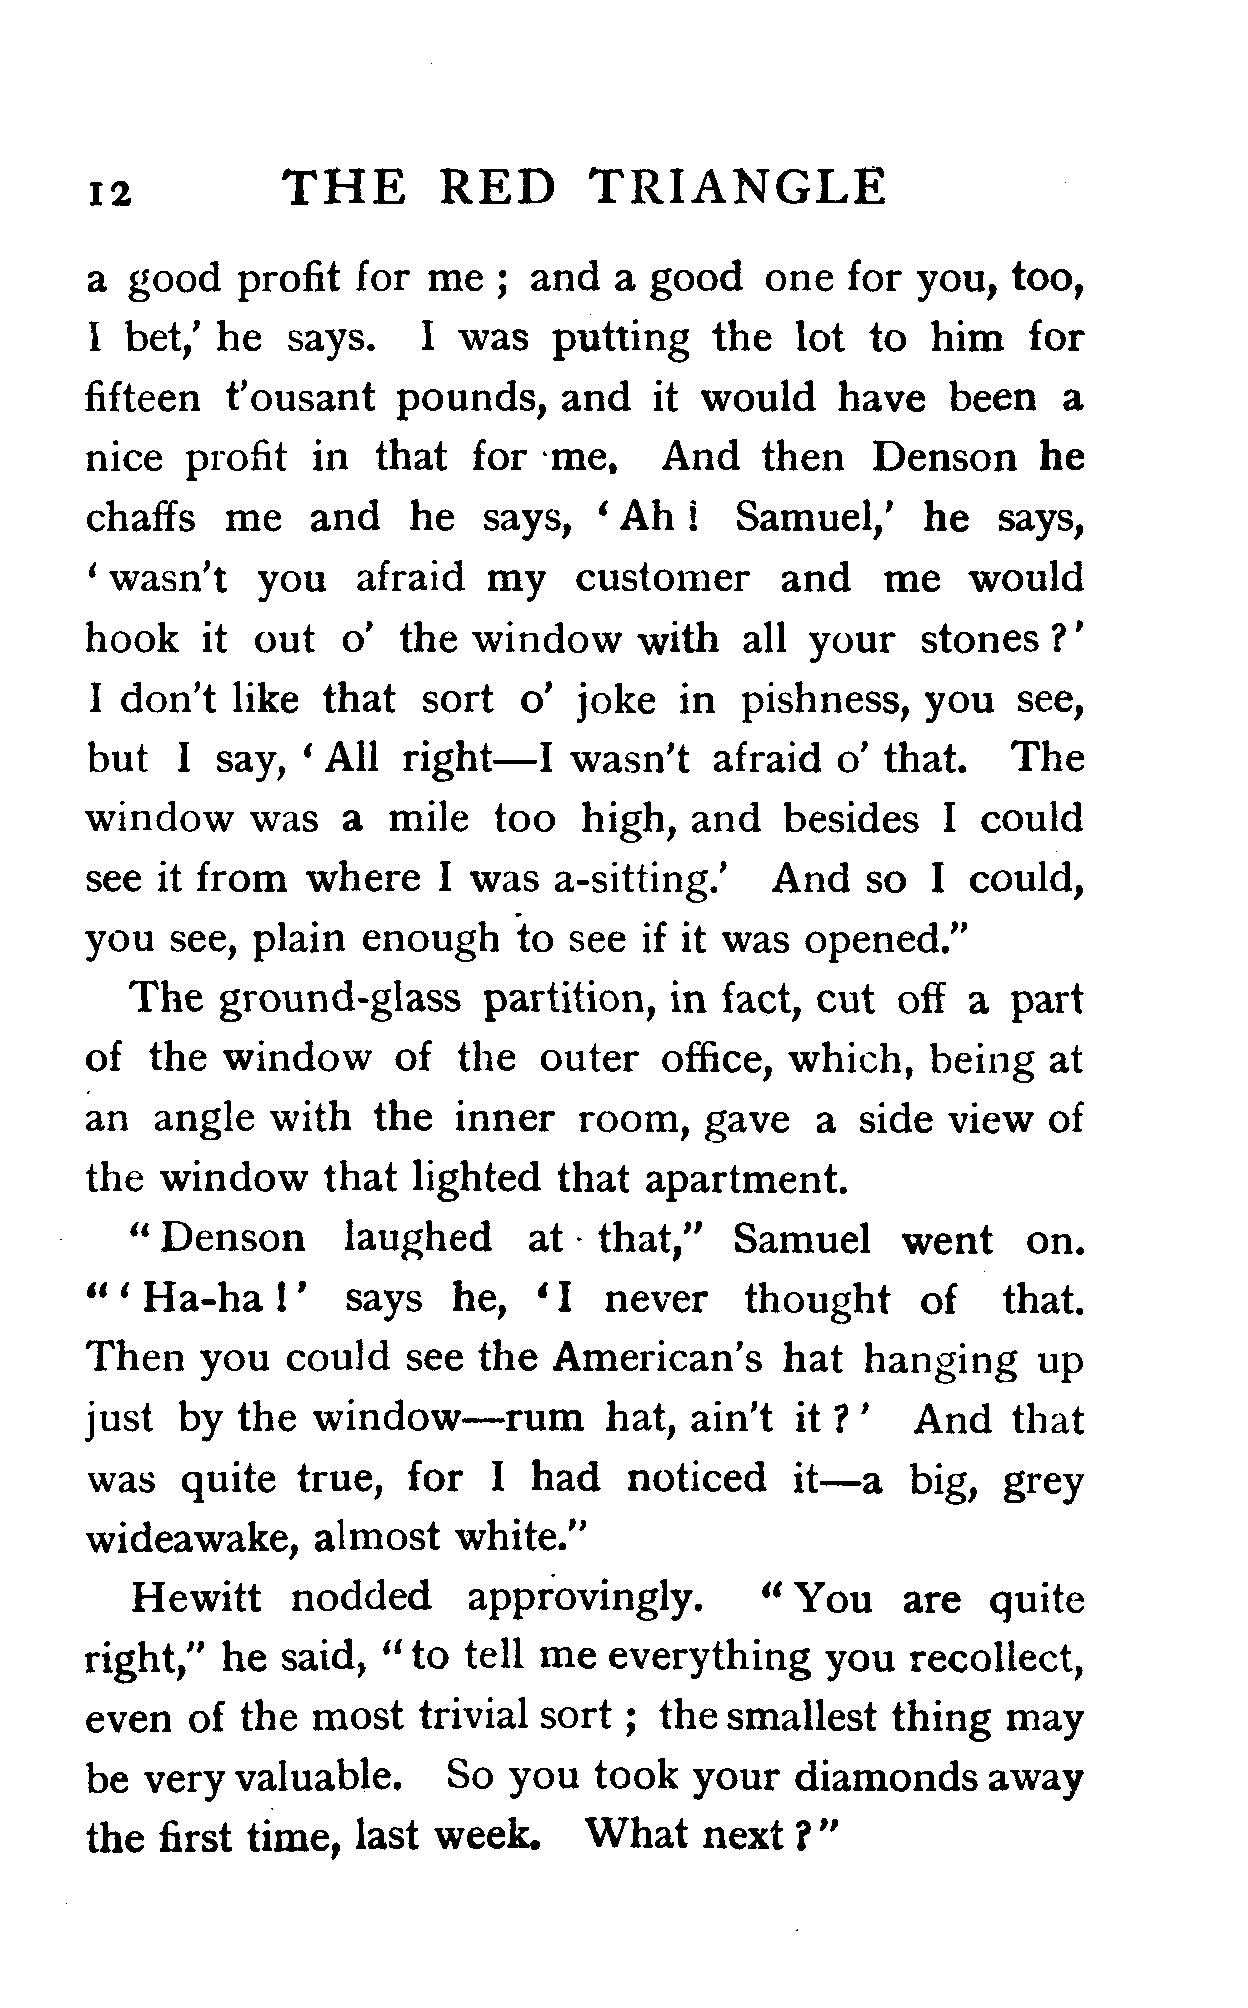 12 THE RED TRIANGLE
a good profit for me ; and a good one for you, too,
I bet,' he says. I was putting the lot to him for
fifteen t'ousant pounds, and it would have been a
nice profit in that for me. And then Denson he
chaffs me and he says, ' Ah ! Samuel,' he says,
' wasn't you afraid my customer and me would
hook it out o' the window with all your stones ? '
I don't like that sort o' joke in pishness, you see,
but I say, ' All right—I wasn't afraid o' that. The
window was a mile too high, and besides I could
see it from where I was a-sitting.' And so I could,
you see, plain enough to see if it was opened."
The ground-glass partition, in fact, cut off a part
of the window of the outer office, which, being at
an angle with the inner room, gave a side view of
the window that lighted that apartment.
" Denson laughed at that," Samuel went on.
" ' Ha-ha ! ' says he, ' I never thought of that.
Then you could see the American's hat hanging up
just by the window—rum hat, ain't it ? ' And that
was quite true, for I had noticed it—a big, grey
wideawake, almost white."
Hewitt nodded approvingly. " You are quite
right," he said, " to tell me everything you recollect,
even of the most trivial sort ; the smallest thing may
be very valuable. So you took your diamonds away
the first time, last week. What next ? "